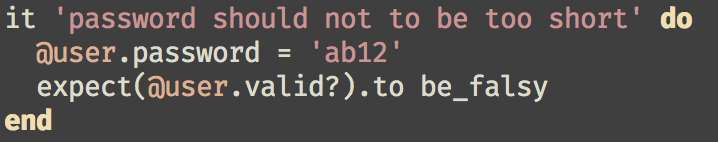 it 'password should not to be too short' do
  @user.password = 'ab12'
  expect(@user.valid?).to be_falsy
end